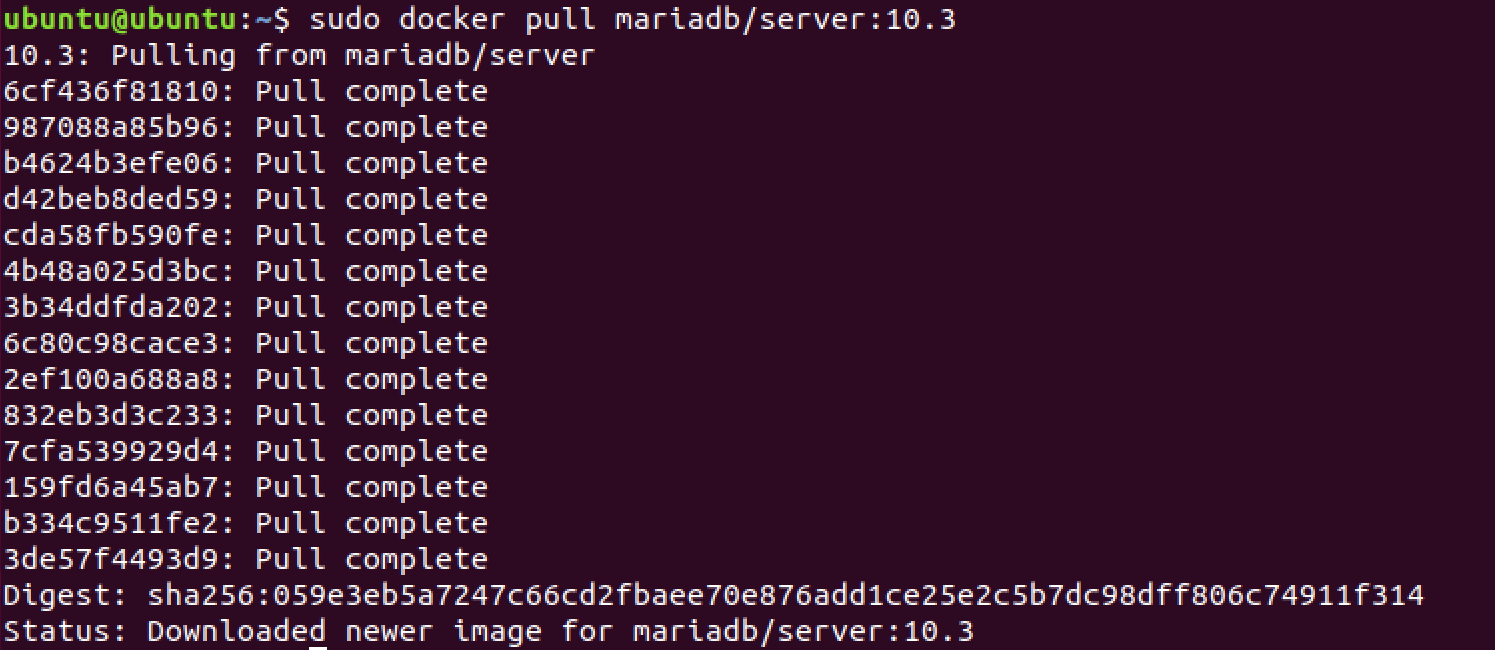 ubuntu@ubuntu:~$ sudo docker pull mariadb/server:10.3
10.3: Pulling from mariadb/server
6cf436f81810: Pull complete
987088a85b96: Pull complete
b4624b3efe06: Pull complete
d42beb8ded59: Pull complete
cda58fb590fe: Pull complete
4b48a025d3bc: Pull complete
3b34ddfda202: Pull complete
6c80c98cace3: Pull complete
2ef100a688a8: Pull complete
832eb3d3c233: Pull complete
7cfa539929d4: Pull complete
159fd6a45ab7: Pull complete
b334c9511fe2: Pull complete
3de57f4493d9: Pull complete
Digest: sha256:059e3eb5a7247c66cd2fbaee70e876add1ce25e2c5b7dc98dff806c74911f314
Status: Downloaded newer image for mariadb/server:10.3